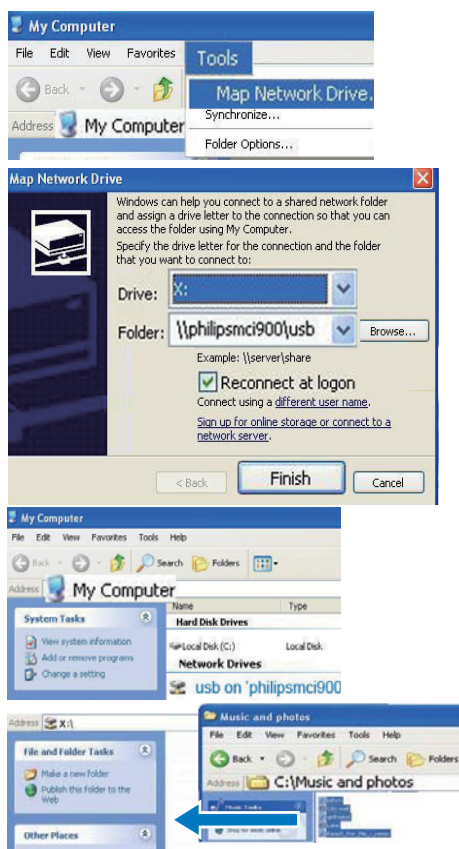 My Computer
File Edit View Favorites Tools
Back
Map Network Drive.
Synchronize...
Address My Computer
Folder Options...
Map Network Drive
Windows can help you connect to a shared network folder
and assign a drive letter to the connection so that you can
access the folder using My Computer.
Specify the drive letter for the connection and the folder
that you want to connect to:
Drive: X:
Folder: \\philipsmci900\usb Browse...
Example: \\server\share
Reconnect at logon
Connect using a different user name.
Sign up for online storage or connect to a
network server.
< Back Finish Cancel
My Computer
File Edit View Favorites Tools Help
Back Search Folders
Address My Computer
Name Type
System Tasks
Hard Disk Drives
View system information
Local Disk (C:) Local Disk
Add or remove programs
Network Drives
Change a setting
usb on 'philipsmci900
Address X:\
Music and photos
File Edit View Favorites Tools Help
File and Folder Tasks
Back Search Folders
Make a new folder
Address C:\Music and photos
Publish this folder to the
Web
Music Tasks
Shop for music online
Other Places